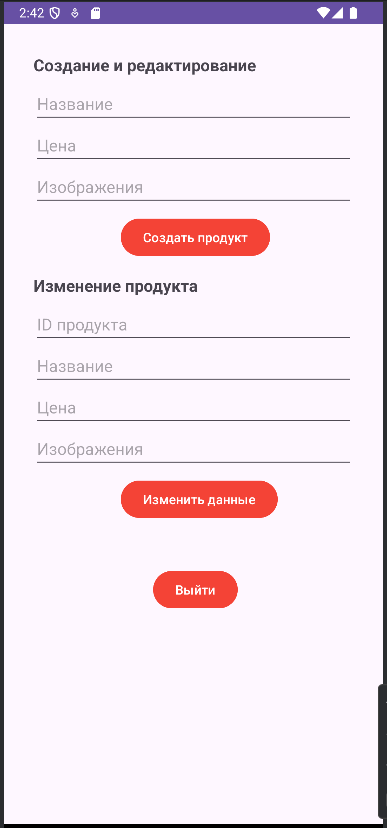 2:42
Создание и редактирование
Название
Цена
Изображения
Создать продукт
Изменение продукта
ID продукта
Название
Цена
Изображения
Изменить данные
Выйти